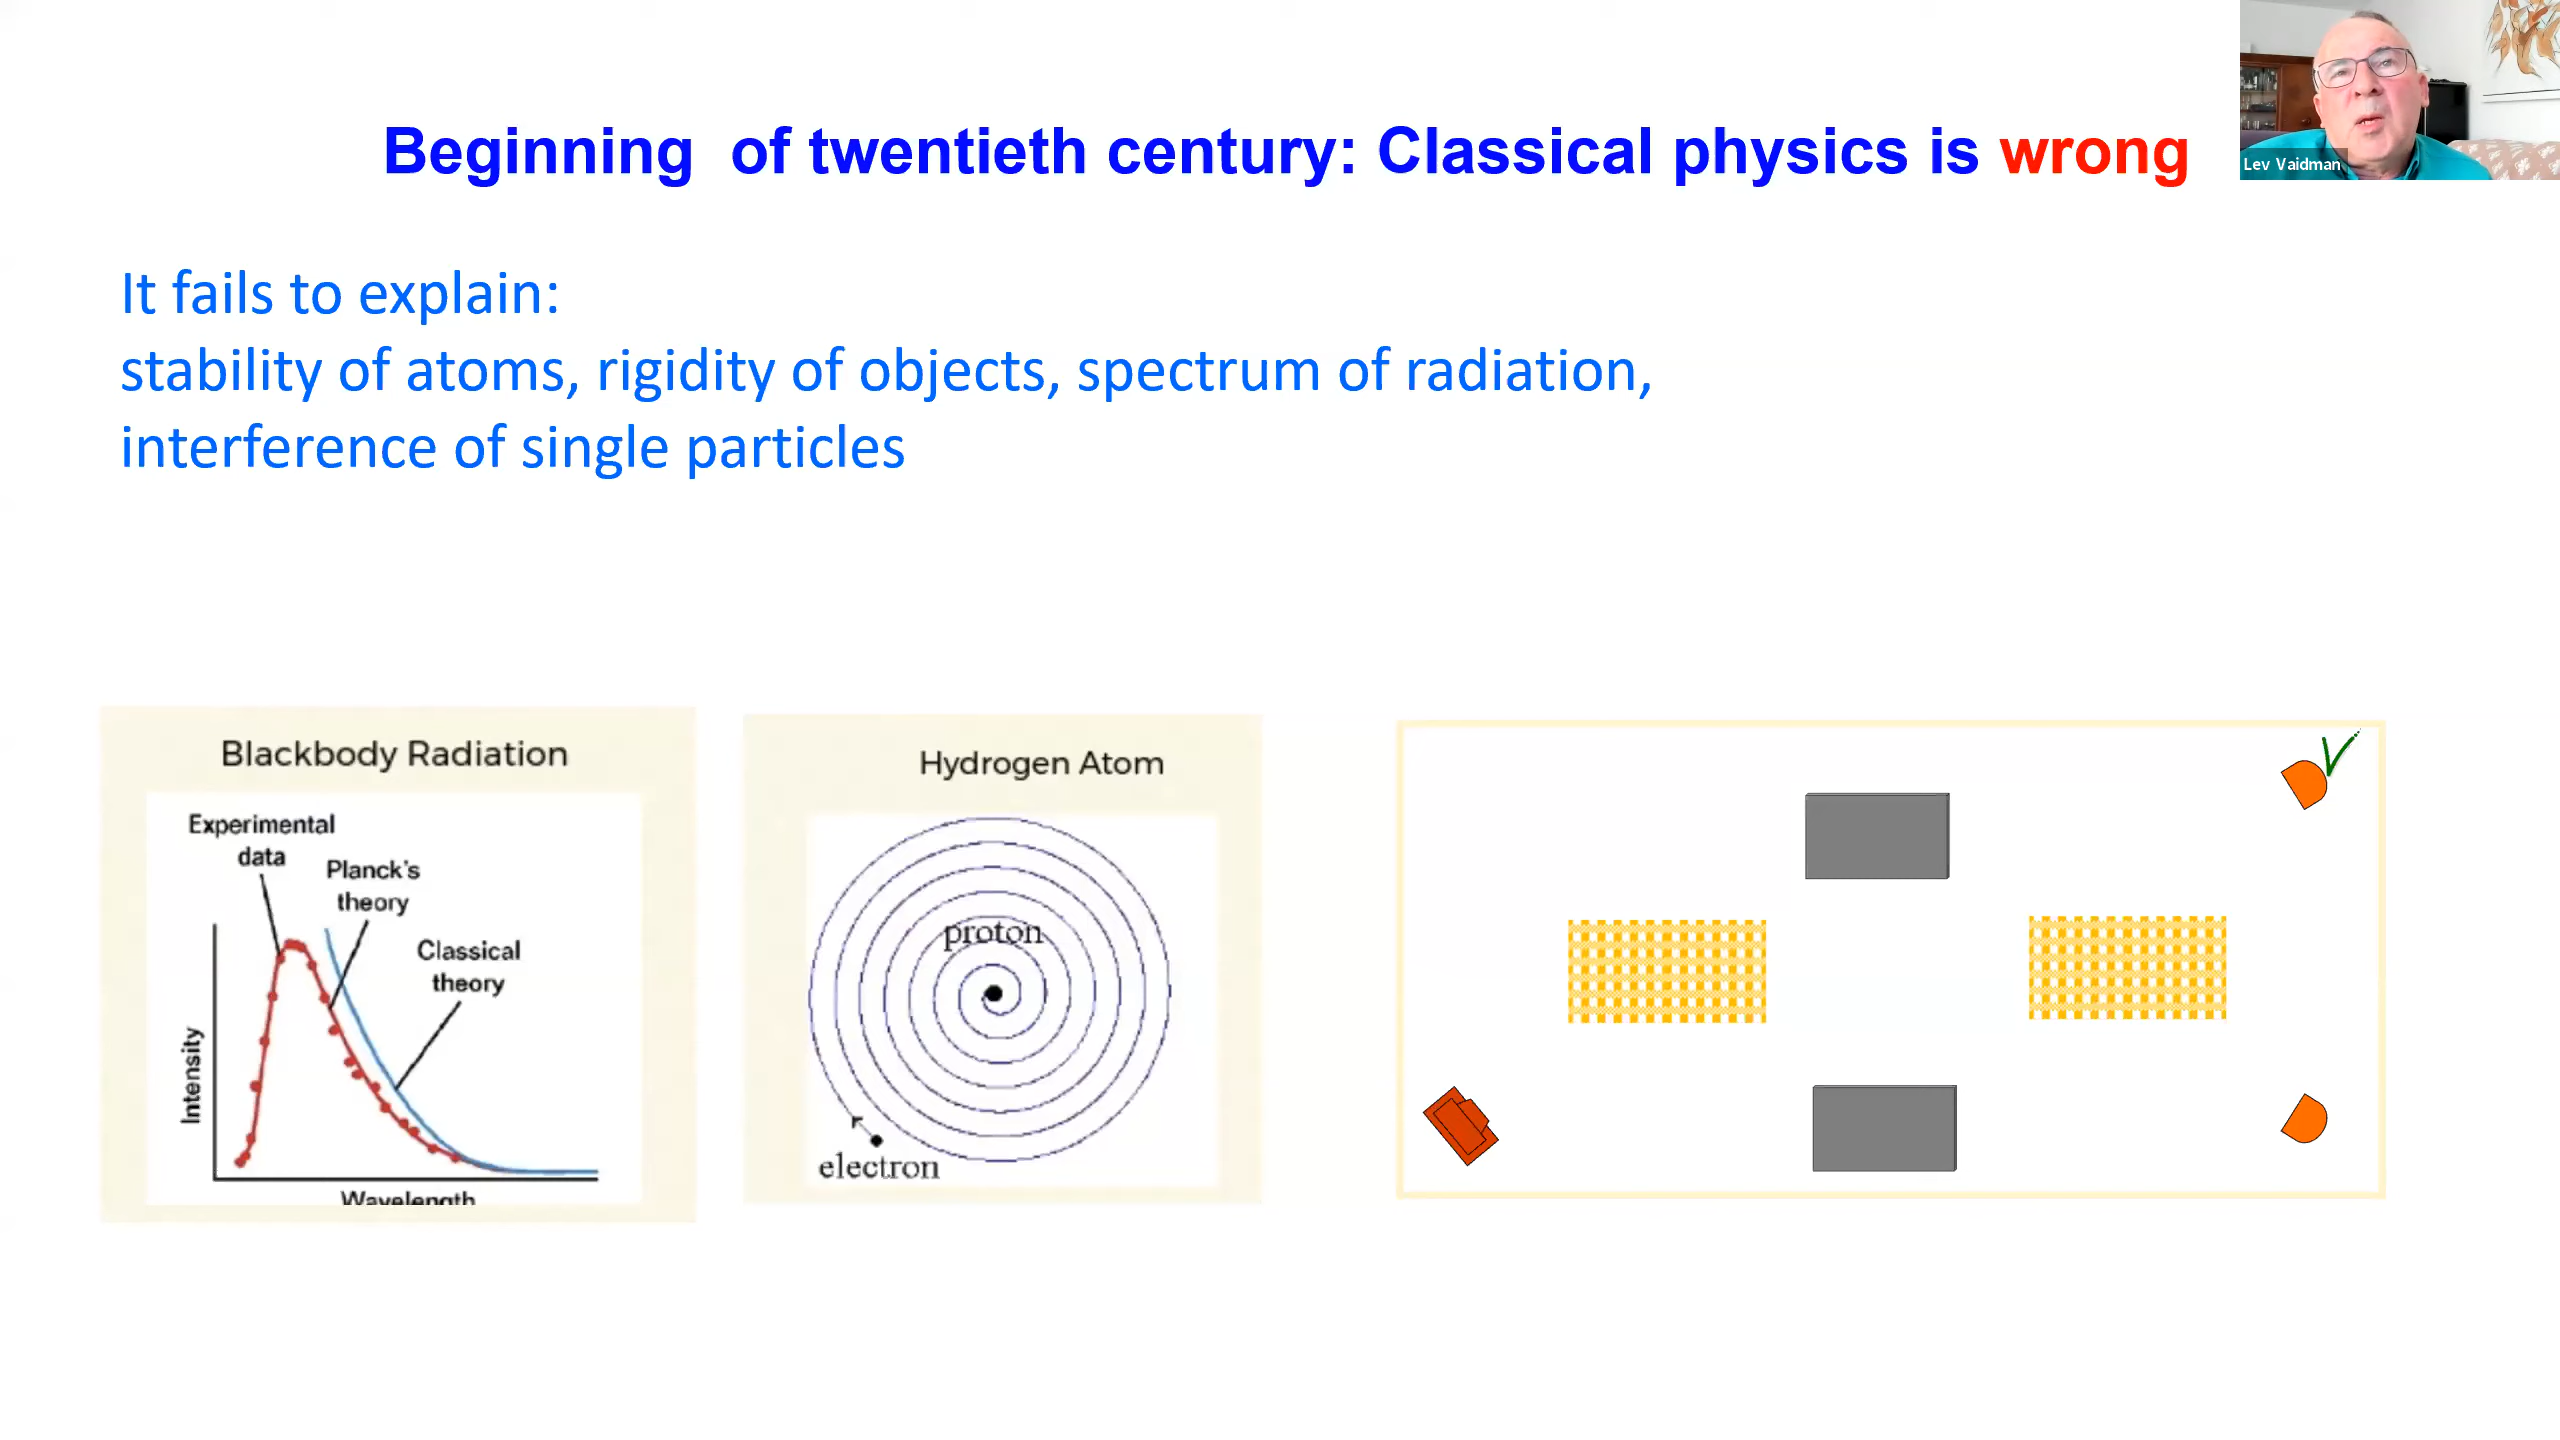 Beginning  of twentieth century: Classical physics is wrong
Lev Vaidman
It fails to explain:
stability of atoms, rigidity of objects, spectrum of radiation,
interference of single particles
Blackbody Radiation
Experimental
data
Planck's
theory
Classical
theory
Intensity
Wavelength
Hydrogen Atom
proton
electron